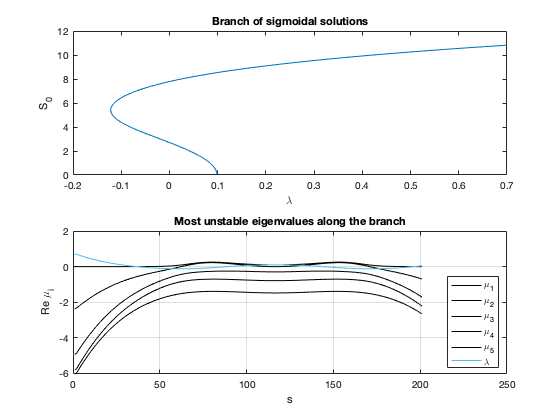 Branch of sigmoidal solutions
12
10
8
6
4
2
0
S0
-0.2 -0.1 0 0.1 0.2 0.3 0.4 0.5 0.6 0.7
λ
Most unstable eigenvalues along the branch
2
0
-2
-4
-6
Re μi
μ1
μ2
μ3
μ4
μ5
λ
0 50 100 150 200 250
s